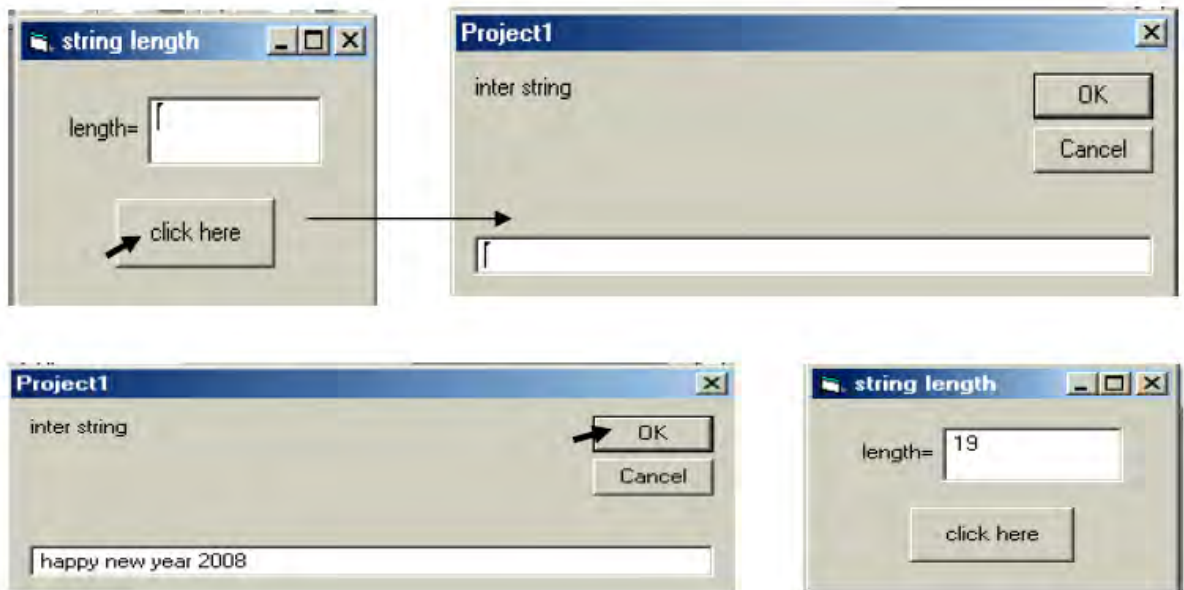 string length
length=
click here
Project1
inter string
OK
Cancel
Project1
inter string
OK
Cancel
happy new year 2008
string length
length= 19
click here